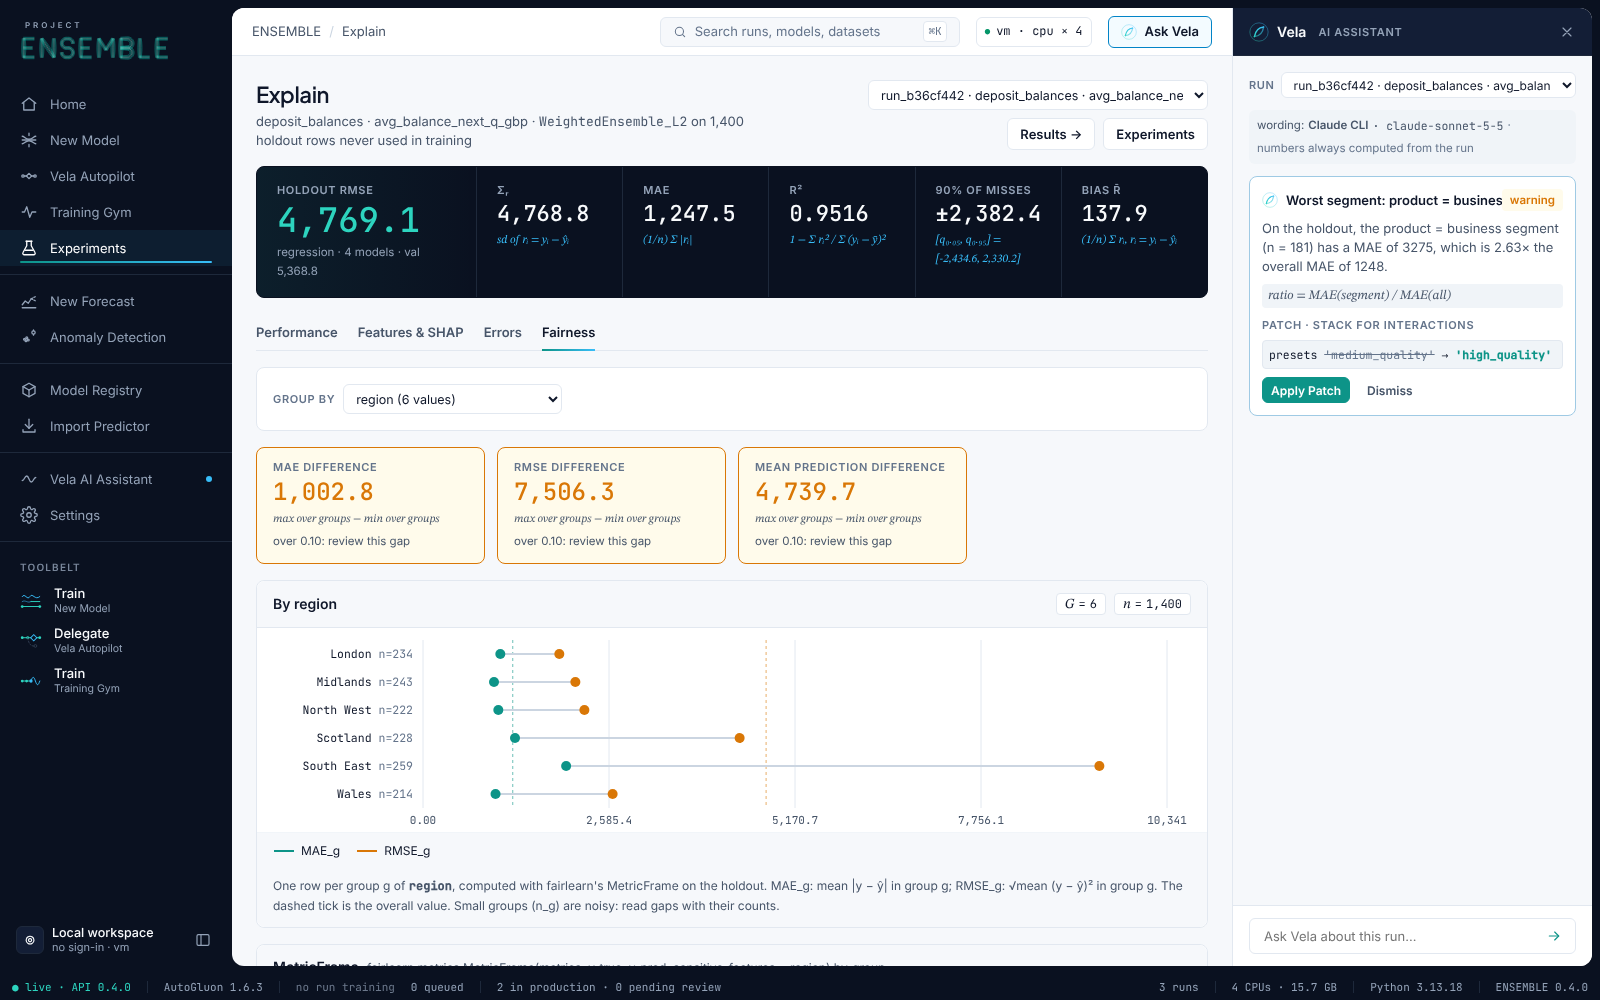 PROJECT
ENSEMBLE
Home
New Model
Vela Autopilot
Training Gym
Experiments
New Forecast
Anomaly Detection
Model Registry
Import Predictor
Vela AI Assistant
Settings
TOOLBELT
Train
New Model
Delegate
Vela Autopilot
Train
Training Gym
Local workspace
no sign-in · vm
ENSEMBLE / Explain
Search runs, models, datasets ⌘K
vm · cpu × 4
Ask Vela
Explain
deposit_balances · avg_balance_next_q_gbp · WeightedEnsemble_L2 on 1,400
holdout rows never used in training
run_b36cf442 · deposit_balances · avg_balance_ne
Results →
Experiments
HOLDOUT RMSE
4,769.1
regression · 4 models · val
5,368.8
Σᵣ
4,768.8
sd of rᵢ = yᵢ − ŷᵢ
MAE
1,247.5
(1/n) Σ |rᵢ|
R²
0.9516
1 − Σ rᵢ² / Σ (yᵢ − ȳ)²
90% OF MISSES
±2,382.4
[q₀.₀₅, q₀.₉₅] =
[-2,434.6, 2,330.2]
BIAS R̄
137.9
(1/n) Σ rᵢ, rᵢ = yᵢ − ŷᵢ
Performance
Features & SHAP
Errors
Fairness
GROUP BY
region (6 values)
MAE DIFFERENCE
1,002.8
max over groups − min over groups
over 0.10: review this gap
RMSE DIFFERENCE
7,506.3
max over groups − min over groups
over 0.10: review this gap
MEAN PREDICTION DIFFERENCE
4,739.7
max over groups − min over groups
over 0.10: review this gap
By region
G = 6
n = 1,400
London n=234
Midlands n=243
North West n=222
Scotland n=228
South East n=259
Wales n=214
0.00 2,585.4 5,170.7 7,756.1 10,341
MAE_g RMSE_g
One row per group g of region, computed with fairlearn's MetricFrame on the holdout. MAE_g: mean |y − ŷ| in group g; RMSE_g: √mean (y − ŷ)² in group g. The
dashed tick is the overall value. Small groups (n_g) are noisy: read gaps with their counts.
Vela AI ASSISTANT
RUN
run_b36cf442 · deposit_balances · avg_balan
wording: Claude CLI · claude-sonnet-5-5 ·
numbers always computed from the run
Worst segment: product = busines
warning
On the holdout, the product = business segment
(n = 181) has a MAE of 3275, which is 2.63× the
overall MAE of 1248.
ratio = MAE(segment) / MAE(all)
PATCH · STACK FOR INTERACTIONS
presets 'medium_quality' → 'high_quality'
Apply Patch
Dismiss
Ask Vela about this run...
live · API 0.4.0
AutoGluon 1.6.3
no run training 0 queued
2 in production · 0 pending review
3 runs
4 CPUs · 15.7 GB
Python 3.13.18
ENSEMBLE 0.4.0